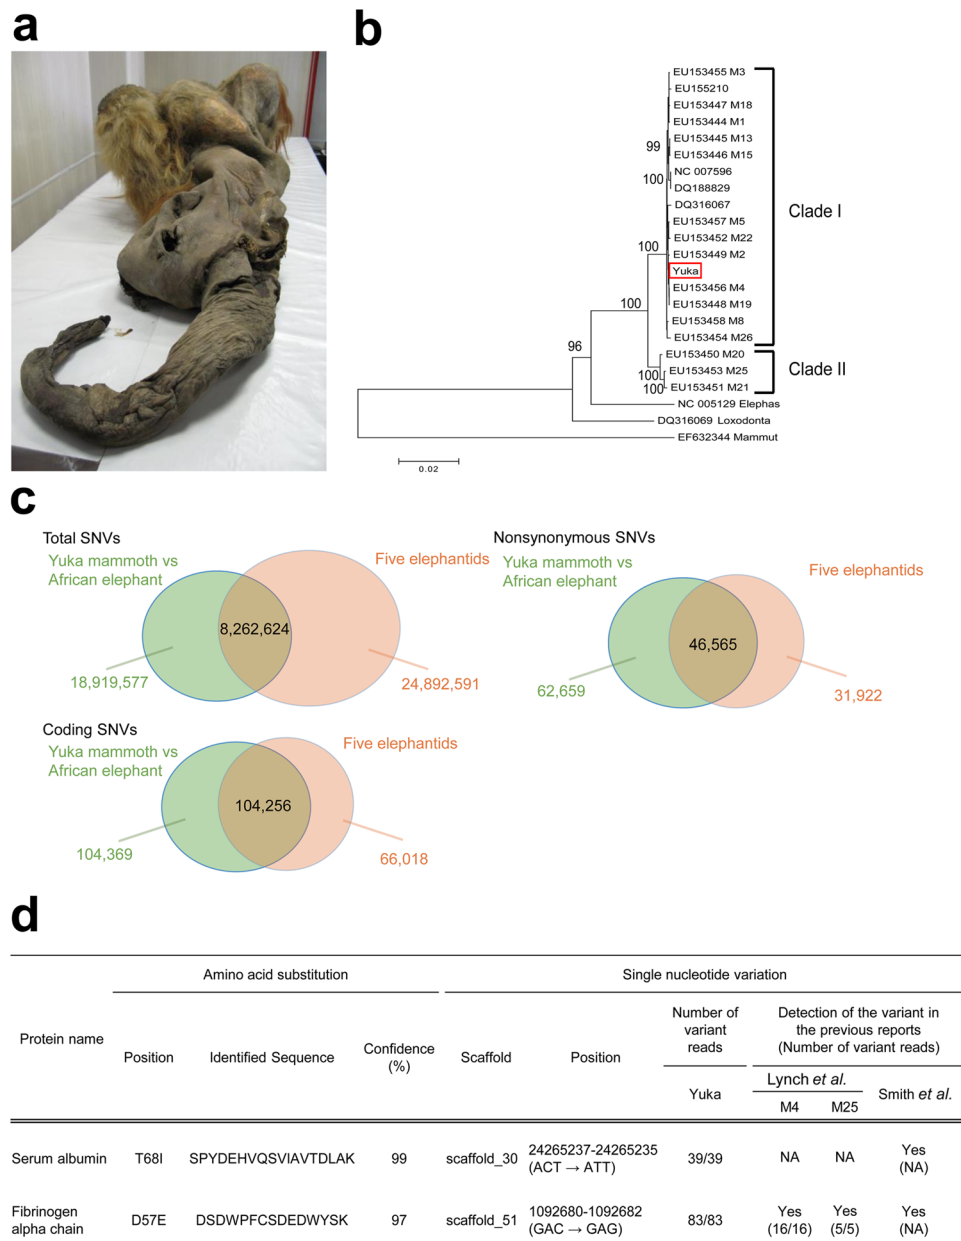 a
b
EU153455 M3
EU155210
EU153447 M18
EU153444 M1
EU153445 M13
EU153446 M15
NC 007596
DQ188829
DQ316067
EU153457 M5
EU153452 M22
EU153449 M2
Yuka
EU153456 M4
EU153448 M19
EU153458 M8
EU153454 M26
EU153450 M20
EU153453 M25
EU153451 M21
NC 005129 Elephas
DQ316069 Loxodonta
EF632344 Mammut
99
100
100
100
96
100
100
Clade I
Clade II
0.02
c
Total SNVs
Yuka mammoth vs
African elephant
Five elephantids
8,262,624
18,919,577
24,892,591
Nonsynonymous SNVs
Yuka mammoth vs
African elephant
Five elephantids
46,565
62,659
31,922
Coding SNVs
Yuka mammoth vs
African elephant
Five elephantids
104,256
104,369
66,018
d
Amino acid substitution Single nucleotide variation
Protein name
Position Identified Sequence Confidence
(%)
Scaffold Position
Number of
variant
reads
Detection of the variant in
the previous reports
(Number of variant reads)
Yuka
Lynch et al.
Smith et al.
M4 M25
Serum albumin T68I SPYDEHVQSVIAVTDLAK 99 scaffold_30 24265237-24265235
(ACT → ATT)
39/39 NA NA Yes
(NA)
Fibrinogen
alpha chain
D57E DSDWPFCSDEDWYSK 97 scaffold_51 1092680-1092682
(GAC → GAG)
83/83 Yes
(16/16)
Yes
(5/5)
Yes
(NA)